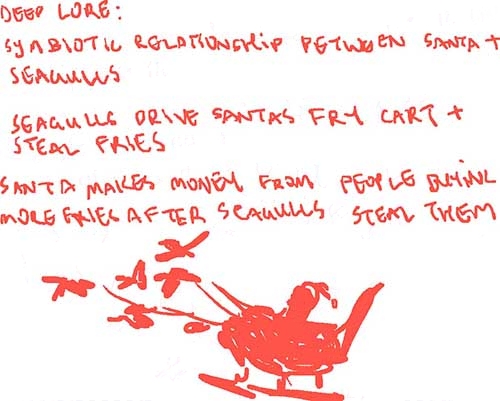 DEEP LORE:
SYMBIOTIC RELATIONSHIP BETWEEN SANTA +
SEAGULLS
SEAGULLS DRIVE SANTAS FRY CART +
STEAL FRIES
SANTA MAKES MONEY FROM PEOPLE BUYING
MORE FRIES AFTER SEAGULLS STEAL THEM